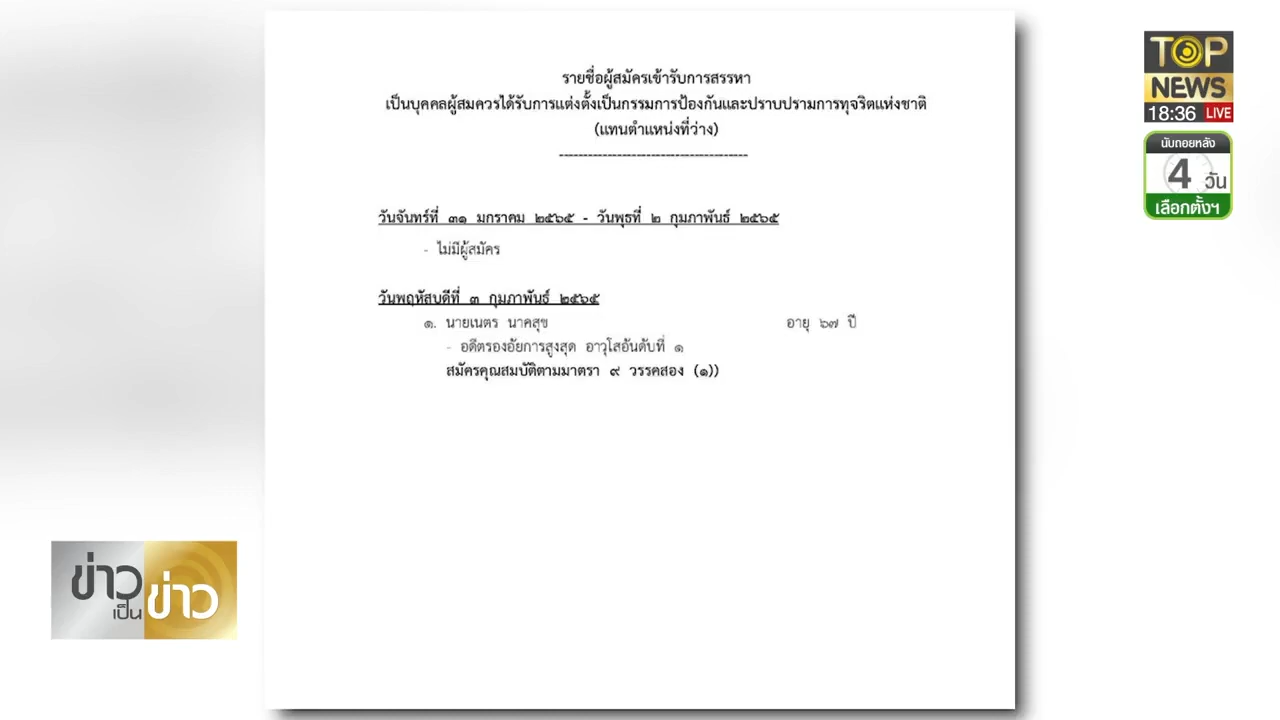 รายชื่อผู้สมัครเข้ารับการสรรหา
เป็นบุคคลผู้สมควรได้รับการแต่งตั้งเป็นกรรมการป้องกันและปราบปรามการทุจริตแห่งชาติ
(แทนตำแหน่งที่ว่าง)
---------------------------------------
วันจันทร์ที่ ๓๑ มกราคม ๒๕๖๕ - วันพุธที่ ๒ กุมภาพันธ์ ๒๕๖๕
- ไม่มีผู้สมัคร
วันพฤหัสบดีที่ ๓ กุมภาพันธ์ ๒๕๖๕
๑. นายเนตร นาคสุข อายุ ๖๗ ปี
- อดีตรองอัยการสูงสุด อาวุโสอันดับที่ ๑
สมัครคุณสมบัติตามมาตรา ๙ วรรคสอง (๑))
TOP
NEWS
18:36 LIVE
นับถอยหลัง
4 วัน
เลือกตั้งฯ
ข่าว
เป็น
ข่าว